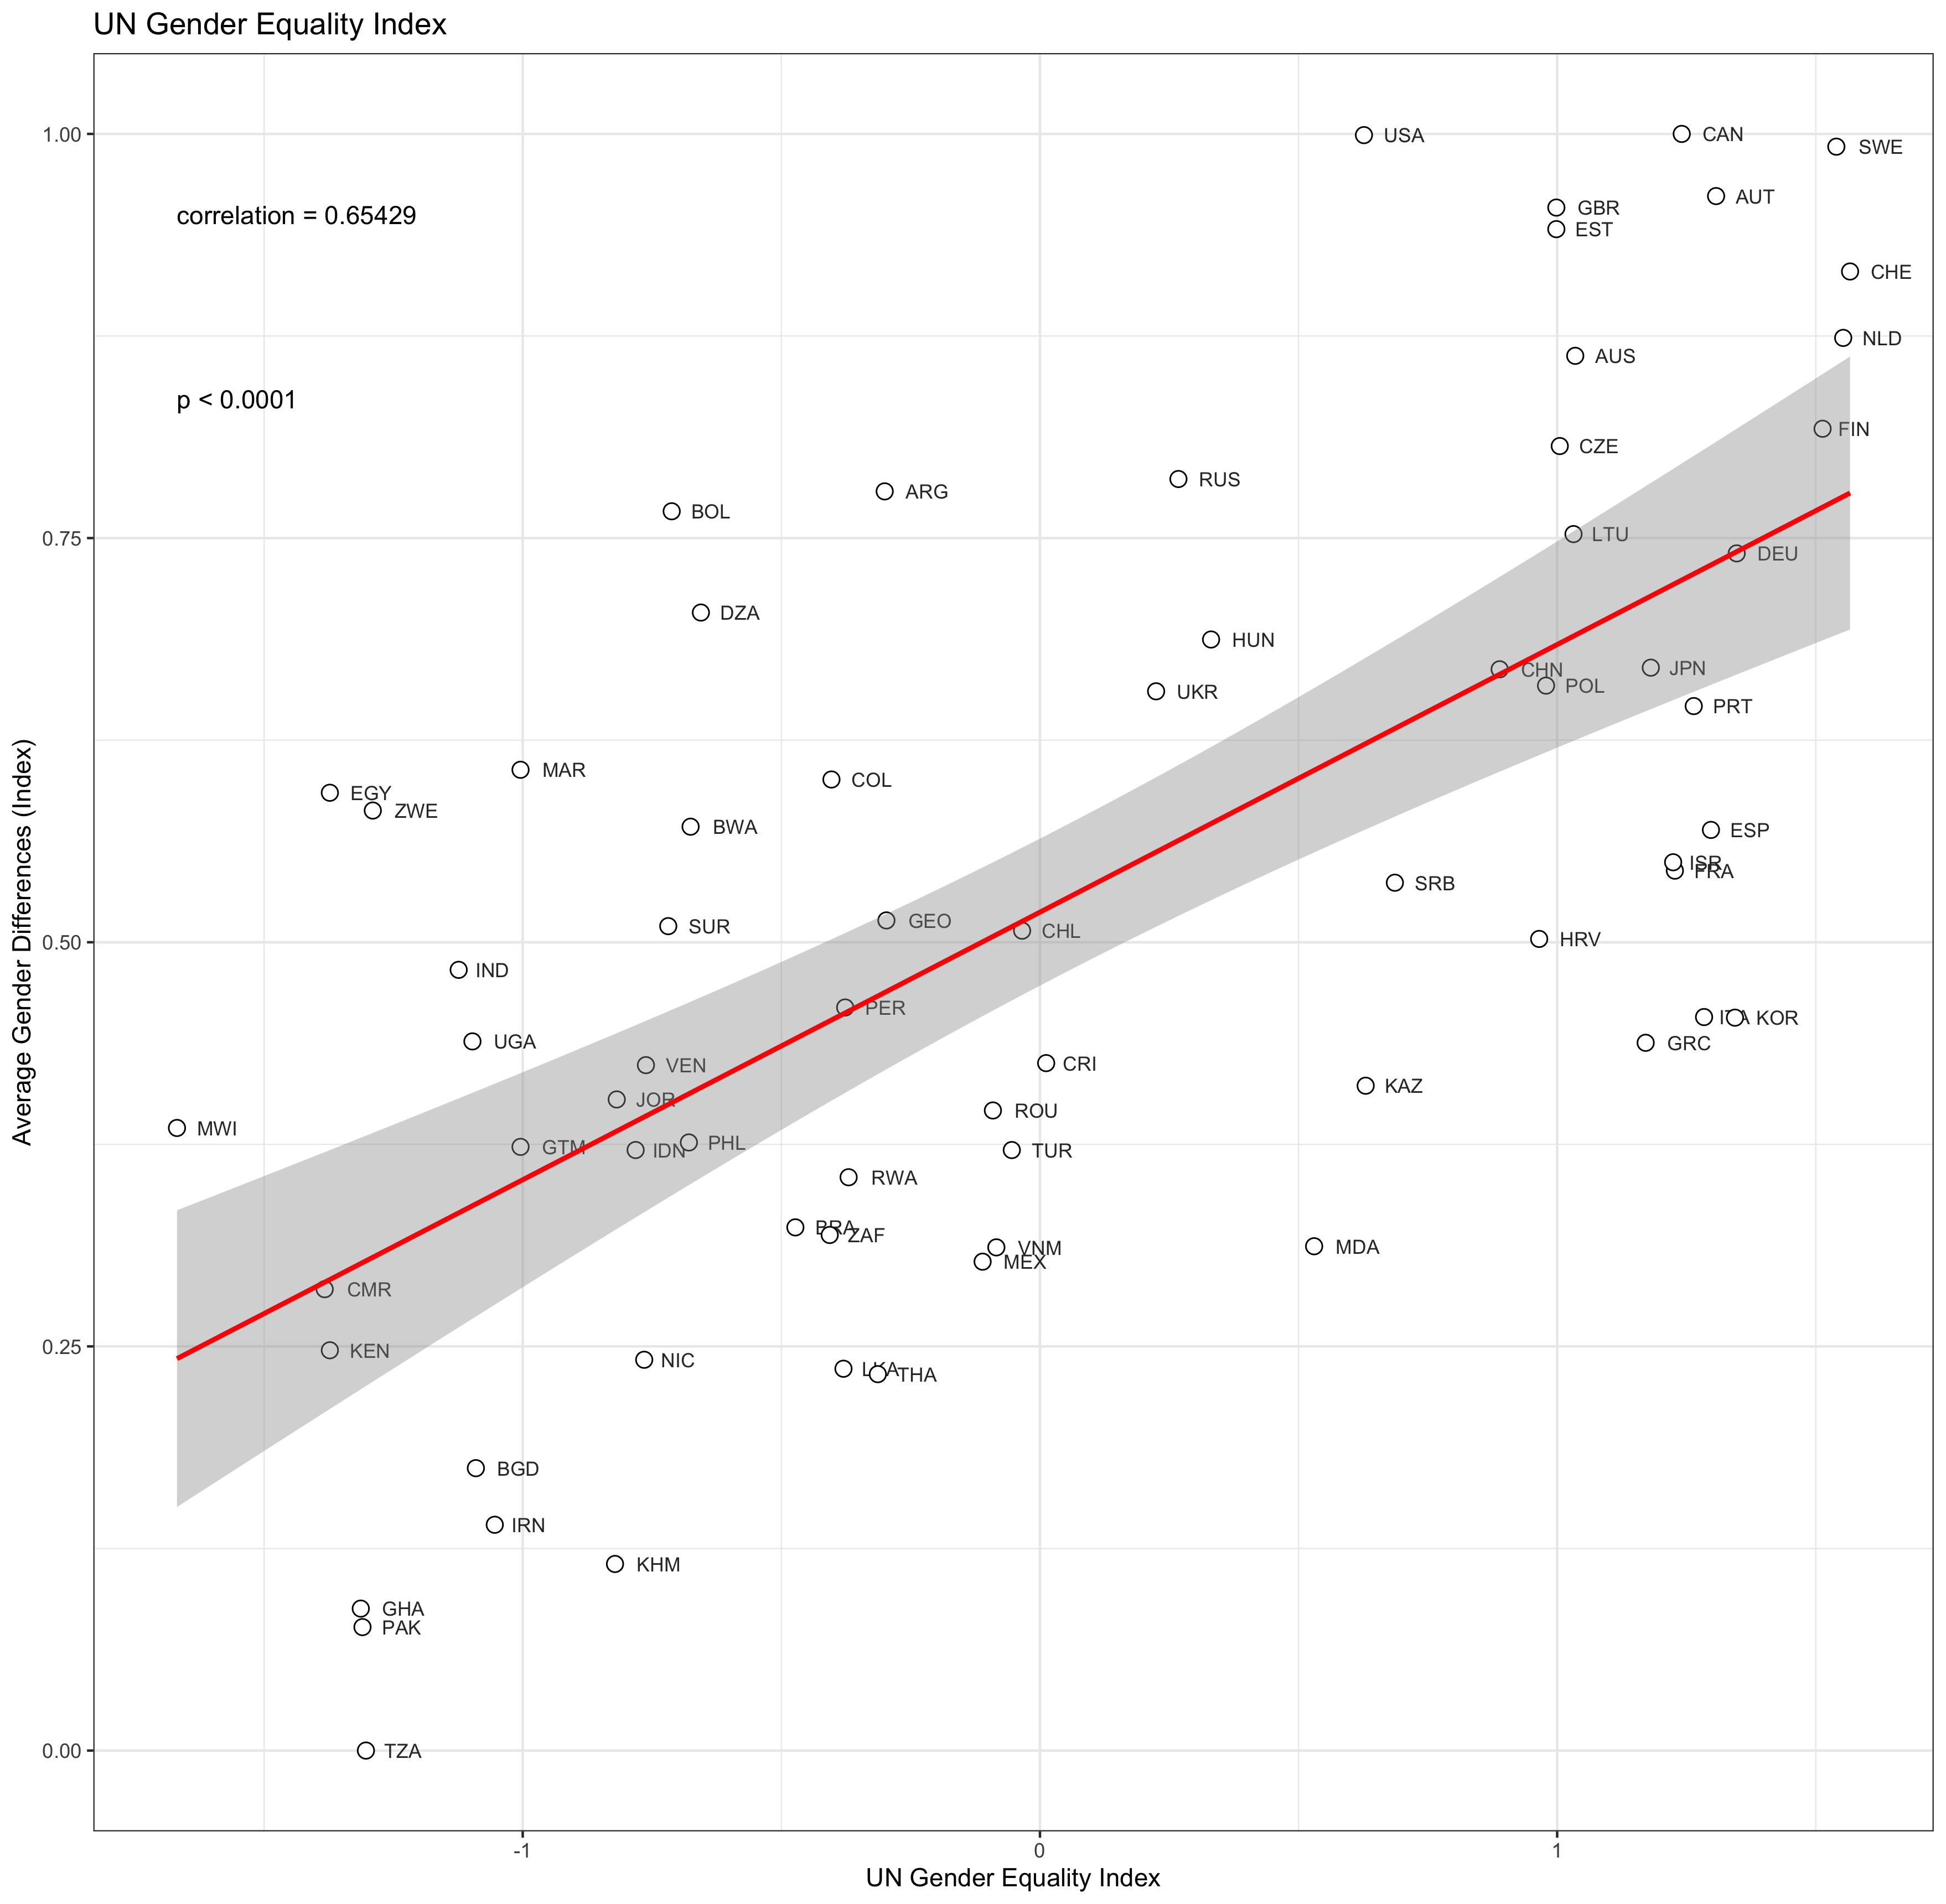 UN Gender Equality Index
1.00
USA
CAN
SWE
AUT
GBR
correlation = 0.65429
EST
CHE
NLD
AUS
p < 0.0001
FIN
CZE
RUS
ARG
BOL
LTU
0.75
DEU
DZA
HUN
JPN
CHN
POL
UKR
PRT
MAR
COL
EGY
ZWE
BWA
ESP
ISR
FRA
SRB
GEO
SUR
CHL
HRV
0.50
IND
PER
ITA
KOR
UGA
GRC
CRI
VEN
KAZ
JOR
ROU
MWI
PHL
GTM
IDN
TUR
RWA
BRA
ZAF
MDA
VNM
MEX
CMR
KEN
0.25
NIC
LKA
THA
BGD
IRN
KHM
GHA
PAK
TZA
0.00
Average Gender Differences (Index)
-1
0
1
UN Gender Equality Index